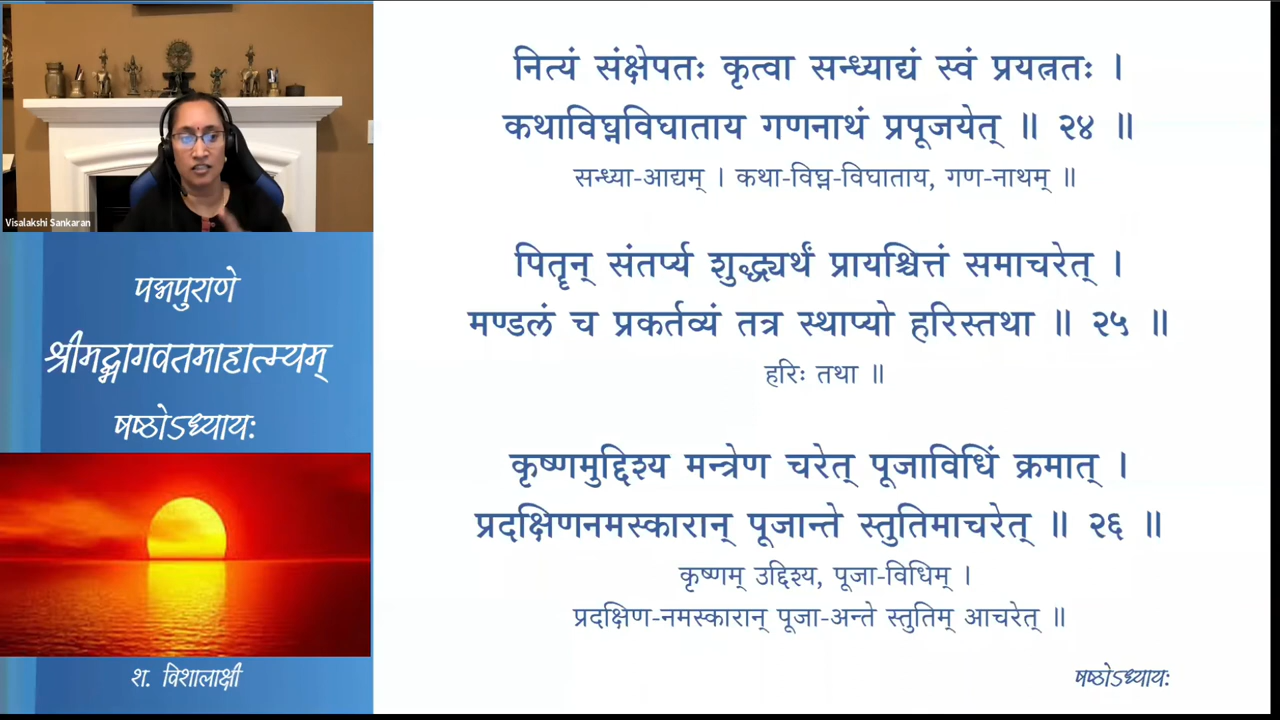 Visalakshi Sankaran
पद्मपुराणे
श्रीमद्भागवतमाहात्म्यम्
षष्ठोऽध्यायः
श. विशालाक्षी
नित्यं संक्षेपतः कृत्वा सन्ध्याद्यं स्वं प्रयत्नतः ।
कथाविघ्नविघाताय गणनाथं प्रपूजयेत् ॥ २४ ॥
सन्ध्या-आद्यम् । कथा-विघ्न-विघाताय, गण-नाथम् ॥
पितॄन् संतर्प्य शुद्ध्यर्थं प्रायश्चित्तं समाचरेत् ।
मण्डलं च प्रकर्तव्यं तत्र स्थाप्यो हरिस्तथा ॥ २५ ॥
हरिः तथा ॥
कृष्णमुद्दिश्य मन्त्रेण चरेत् पूजाविधिं क्रमात् ।
प्रदक्षिणनमस्कारान् पूजान्ते स्तुतिमाचरेत् ॥ २६ ॥
कृष्णम् उद्दिश्य, पूजा-विधिम् ।
प्रदक्षिण-नमस्कारान् पूजा-अन्ते स्तुतिम् आचरेत् ॥
षष्ठोऽध्यायः